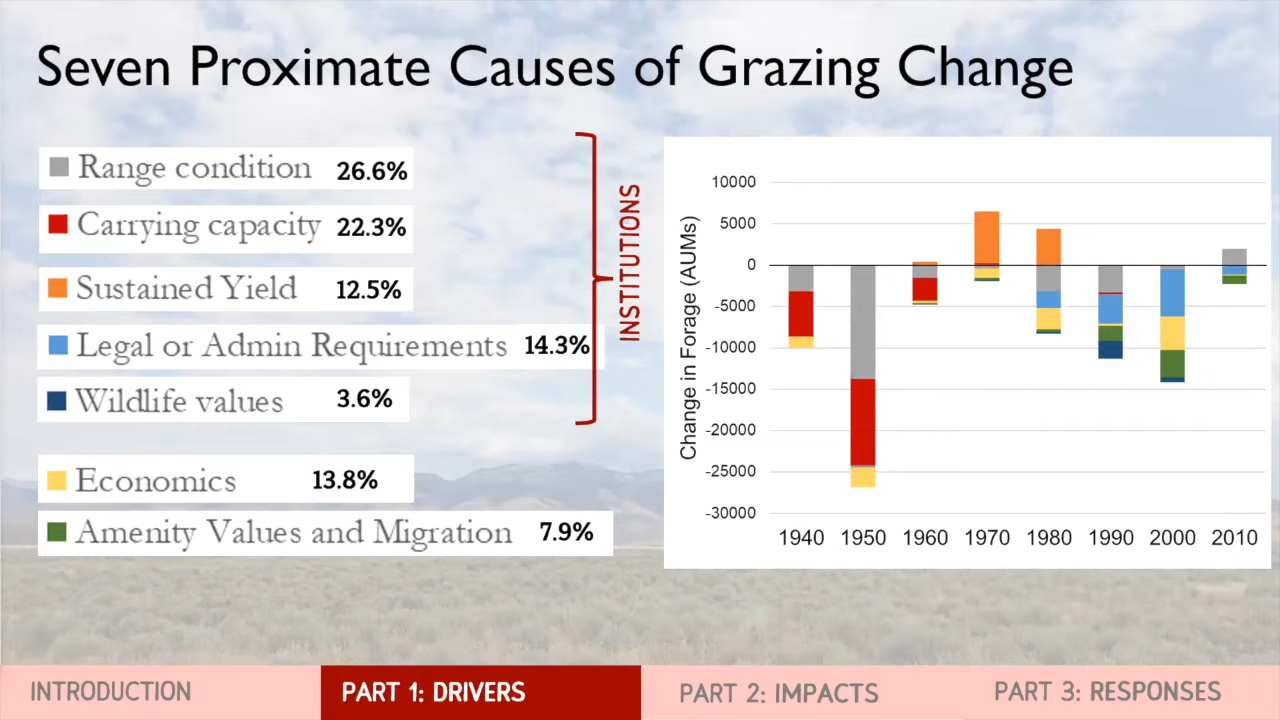 Seven Proximate Causes of Grazing Change
Range condition 26.6%
Carrying capacity 22.3%
Sustained Yield 12.5%
Legal or Admin Requirements 14.3%
Wildlife values 3.6%
Economics 13.8%
Amenity Values and Migration 7.9%
INSTITUTIONS
Change in Forage (AUMs)
10000
5000
0
-5000
-10000
-15000
-20000
-25000
-30000
1940 1950 1960 1970 1980 1990 2000 2010
INTRODUCTION PART 1: DRIVERS PART 2: IMPACTS PART 3: RESPONSES